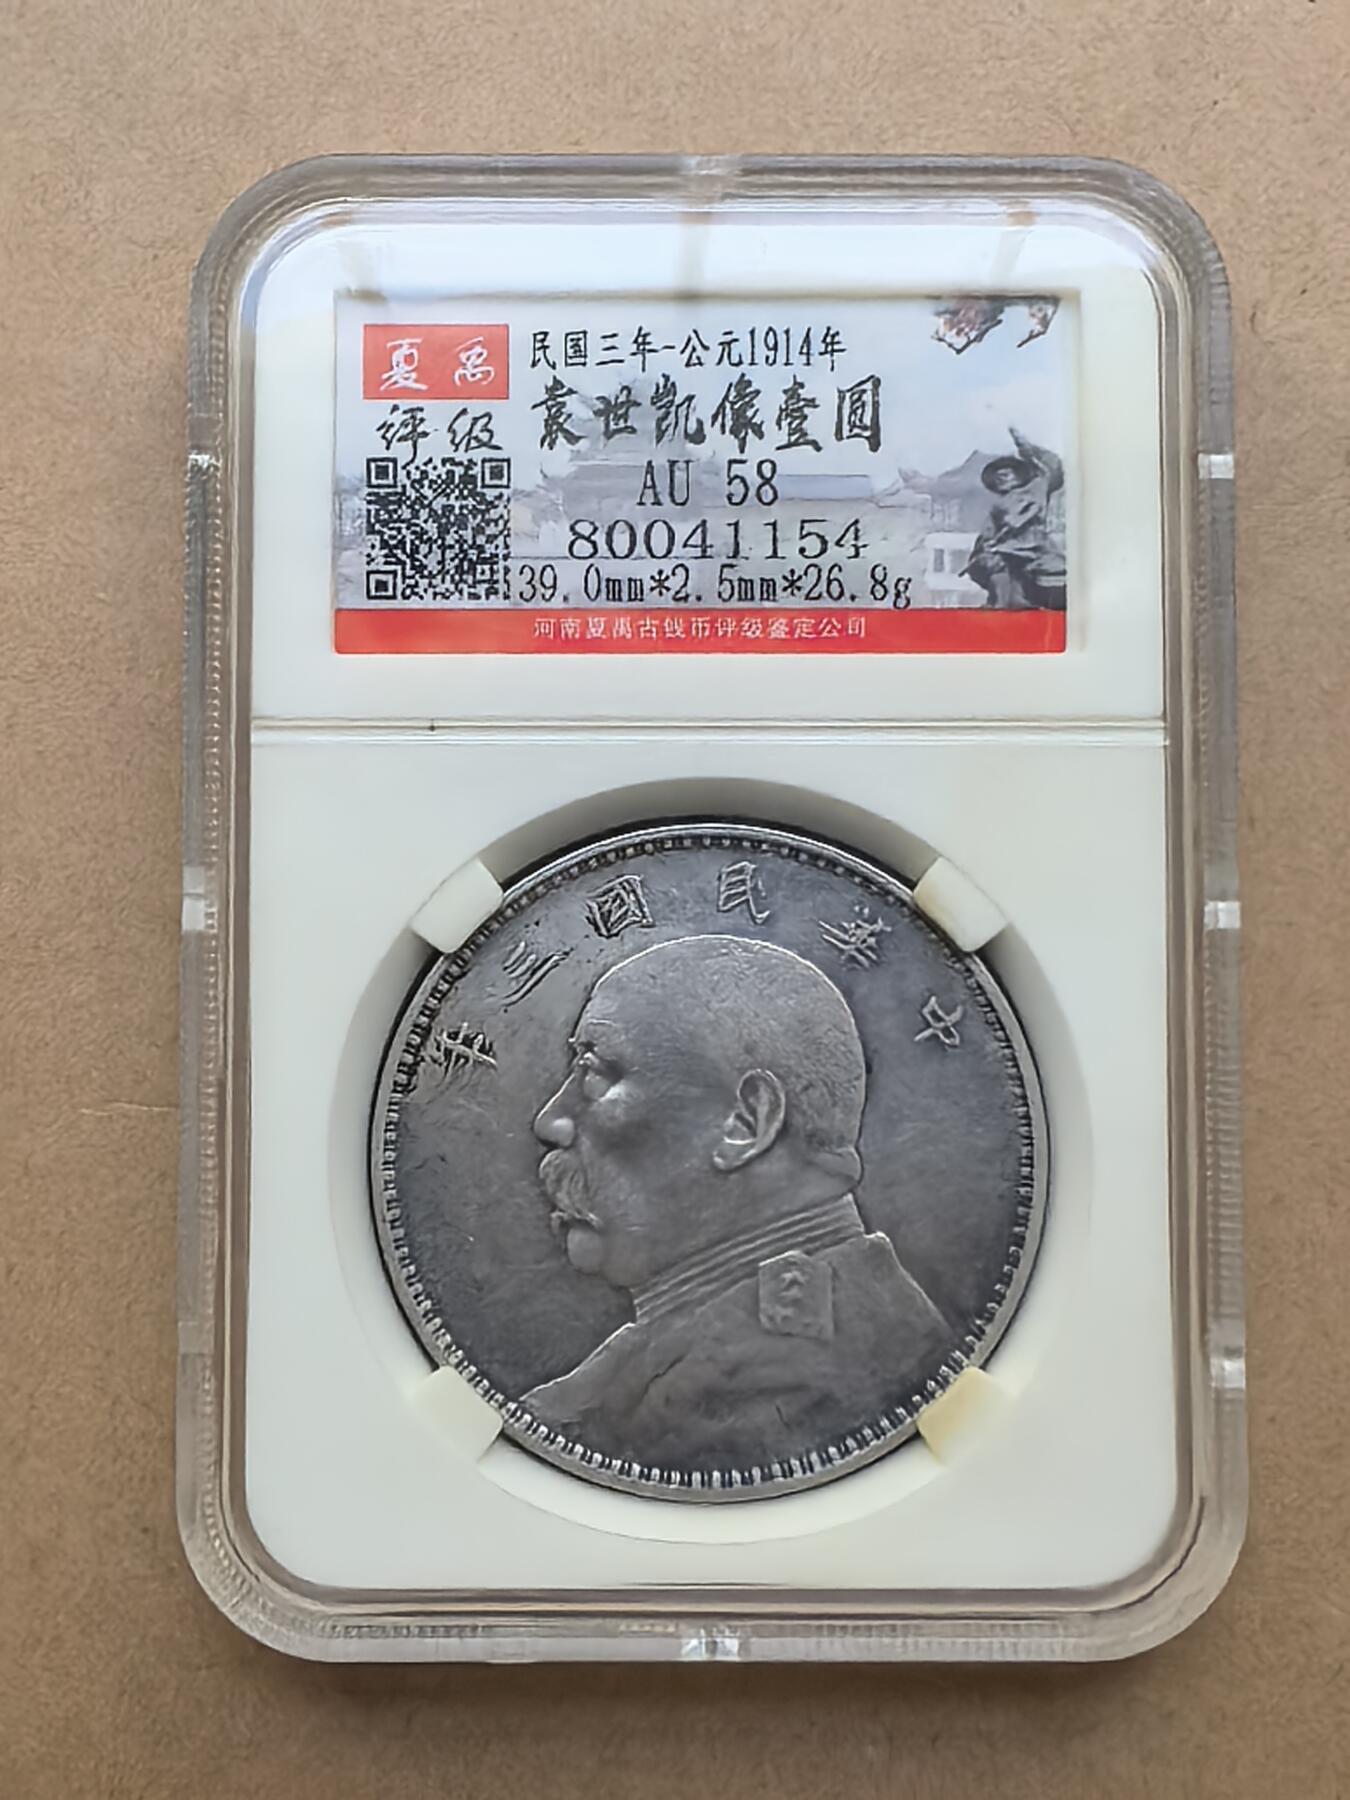 夏禹
评级
民国三年-公元1914年
袁世凯像壹圆
AU 58
80041154
39.0mm*2.5mm*26.8g
河南夏禹古钱币评级鉴定公司
年三國民華中